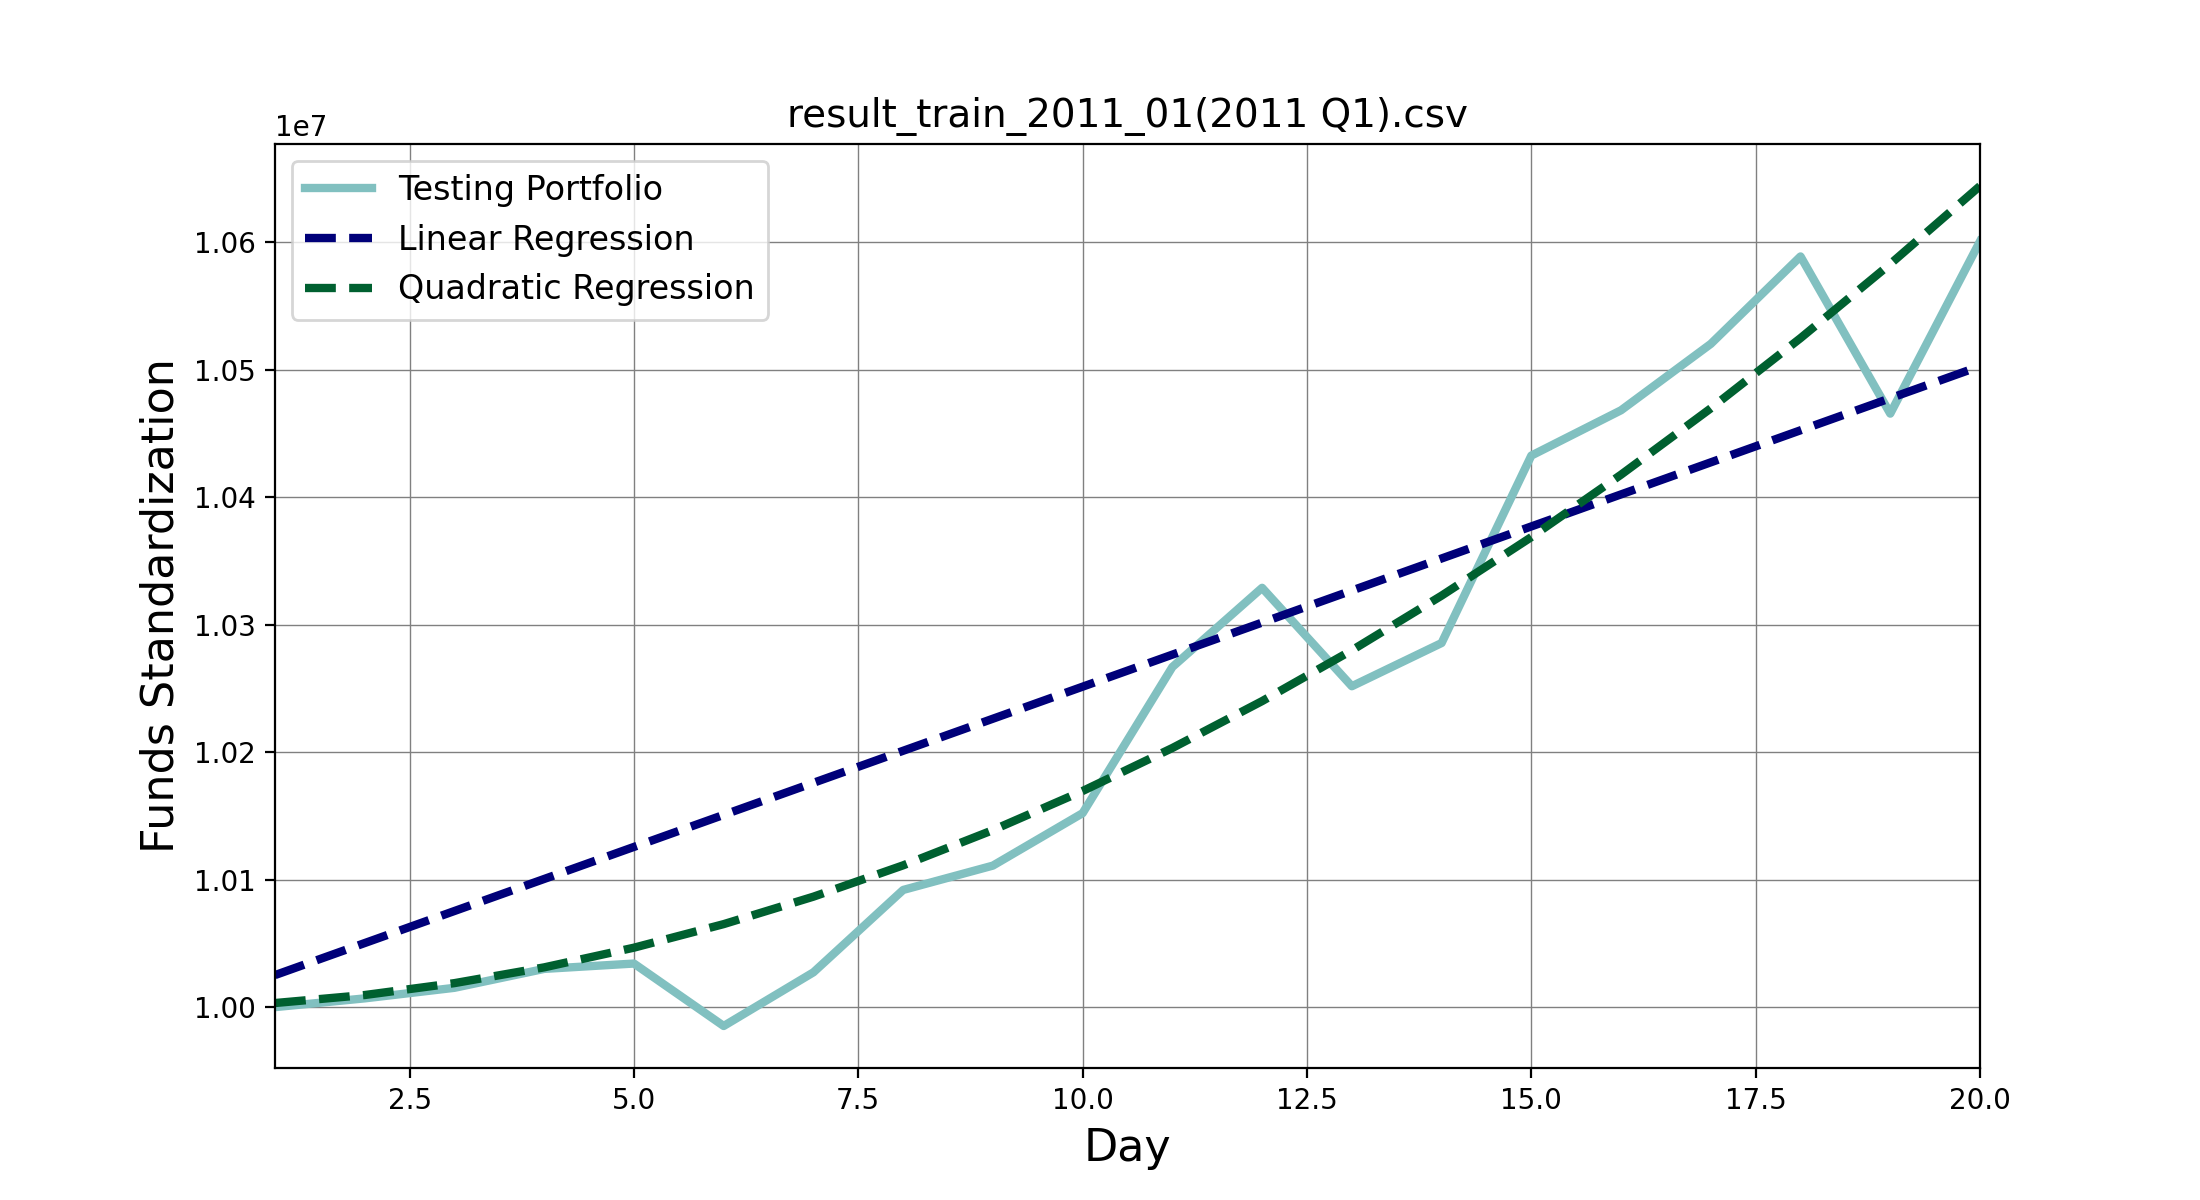 result_train_2011_01(2011 Q1).csv
1e7
Testing Portfolio
Linear Regression
Quadratic Regression
Funds Standardization
1.06
1.05
1.04
1.03
1.02
1.01
1.00
2.5 5.0 7.5 10.0 12.5 15.0 17.5 20.0
Day